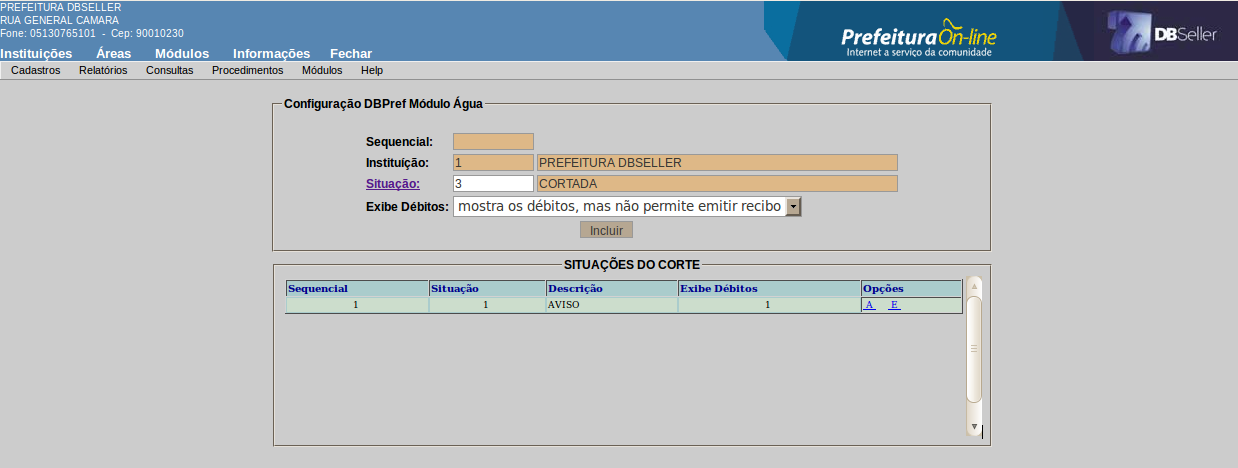 PREFEITURA DBSELLER
RUA GENERAL CAMARA
Fone: 05130765101 - Cep: 90010230
PrefeituraOn-line
Internet a serviço da comunidade
DBSeller
Instituições Áreas Módulos Informações Fechar
Cadastros Relatórios Consultas Procedimentos Módulos Help
Configuração DBPref Módulo Água
Sequencial:
Instituíção: 1 PREFEITURA DBSELLER
Situação: 3 CORTADA
Exibe Débitos: mostra os débitos, mas não permite emitir recibo
Incluir
SITUAÇÕES DO CORTE
Sequencial Situação Descrição Exibe Débitos Opções
1 1 AVISO 1 A E